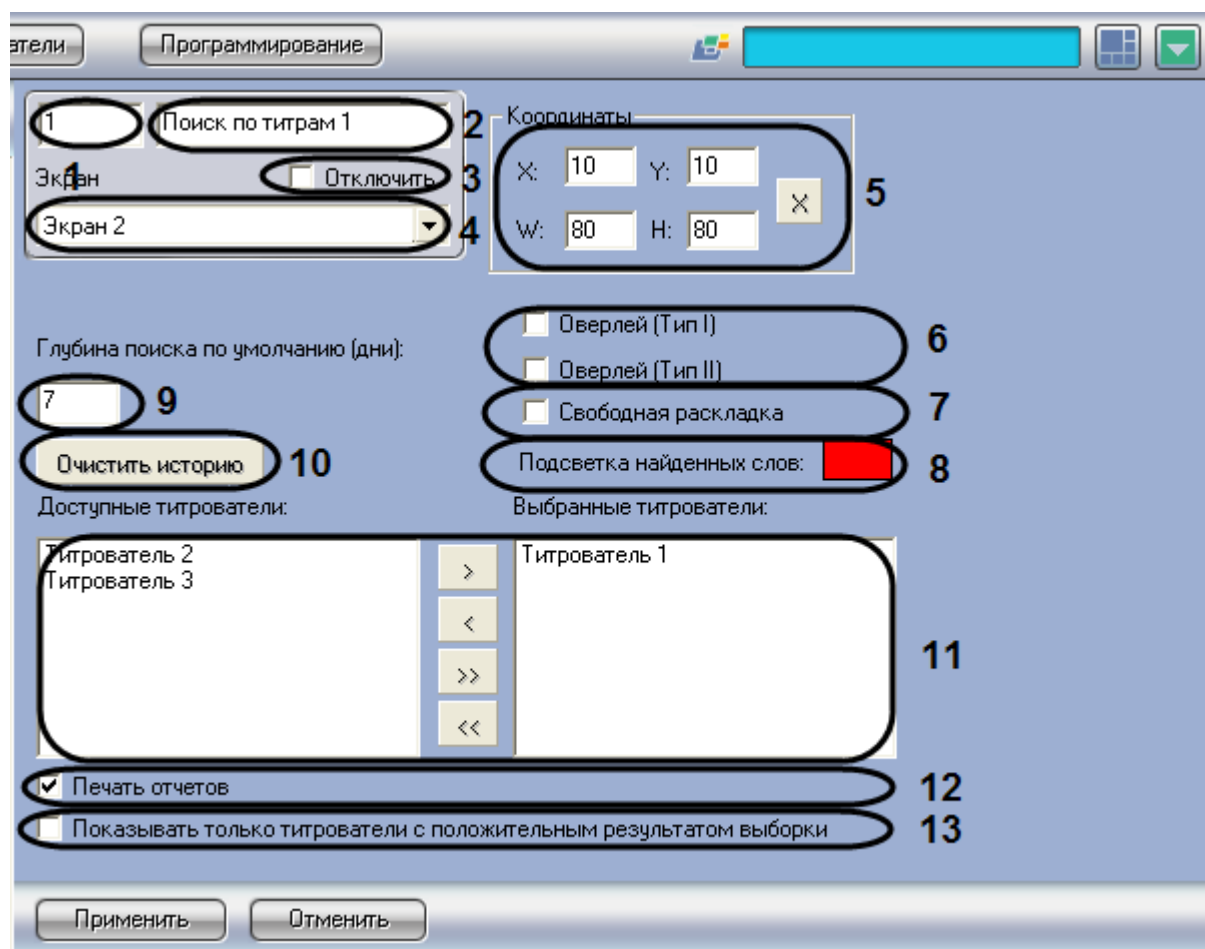 атели Программирование
1 Поиск по титрам 1 2
Координаты
X: 10 Y: 10 X 5
1 Экран Отключить 3
Экран 2 4
W: 80 H: 80
Оверлей (Тип I) 6
Глубина поиска по умолчанию (дни):
Оверлей (Тип II)
7 9
Свободная раскладка 7
Очистить историю 10
Подсветка найденных слов: 8
Доступные титрователи: Выбранные титрователи:
Титрователь 2 > Титрователь 1
Титрователь 3
<
>> 11
<<
Печать отчетов 12
Показывать только титрователи с положительным результатом выборки 13
Применить Отменить